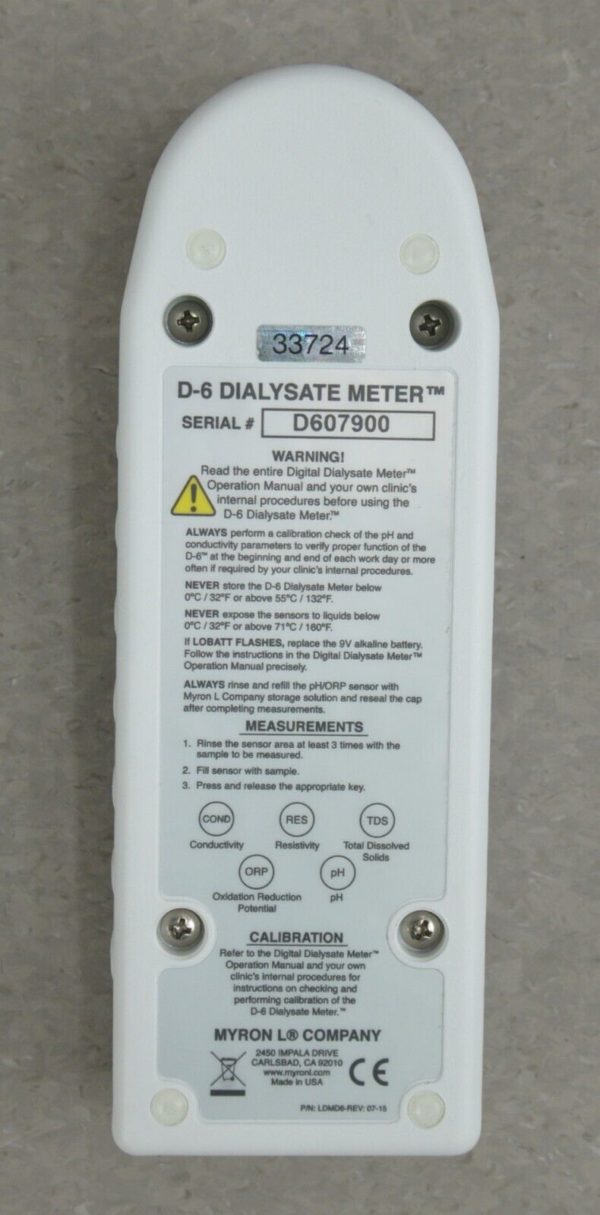 33724
D-6 DIALYSATE METER™
SERIAL # D607900
WARNING!
Read the entire Digital Dialysate Meter™
Operation Manual and your own clinic's
internal procedures before using the
D-6 Dialysate Meter.™
ALWAYS perform a calibration check of the pH and
conductivity parameters to verify proper function of the
D-6™ at the beginning and end of each work day or more
often if required by your clinic's internal procedures.
NEVER store the D-6 Dialysate Meter below
0°C / 32°F or above 55°C / 132°F.
NEVER expose the sensors to liquids below
0°C / 32°F or above 71°C / 160°F.
If LOBATT FLASHES, replace the 9V alkaline battery.
Follow the instructions in the Digital Dialysate Meter™
Operation Manual precisely.
ALWAYS rinse and refill the pH/ORP sensor with
Myron L Company storage solution and reseal the cap
after completing measurements.
MEASUREMENTS
1. Rinse the sensor area at least 3 times with the
sample to be measured.
2. Fill sensor with sample.
3. Press and release the appropriate key.
COND RES TDS
Conductivity Resistivity Total Dissolved
Solids
ORP pH
Oxidation Reduction pH
Potential
CALIBRATION
Refer to the Digital Dialysate Meter™
Operation Manual and your own
clinic's internal procedures for
instructions on checking and
performing calibration of the
D-6 Dialysate Meter.™
MYRON L® COMPANY
2450 IMPALA DRIVE
CARLSBAD, CA 92010
www.myronl.com
Made in USA
CE
P/N: LDMD6-REV: 07-15